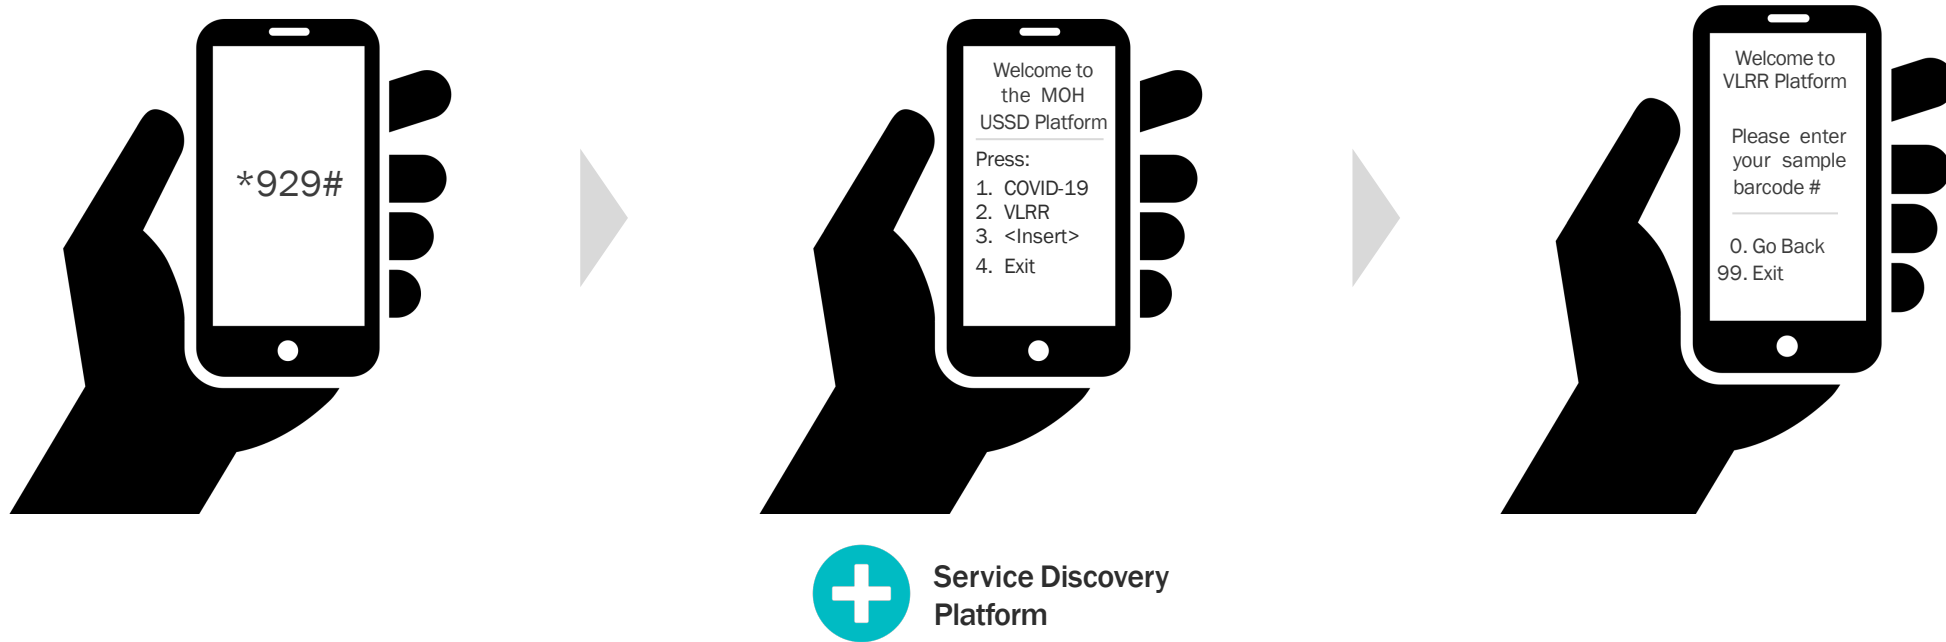 *929#
Welcome to
the MOH
USSD Platform
Press:
1. COVID-19
2. VLRR
3. <Insert>
4. Exit
Welcome to
VLRR Platform
Please enter
your sample
barcode #
0. Go Back
99. Exit
Service Discovery
Platform